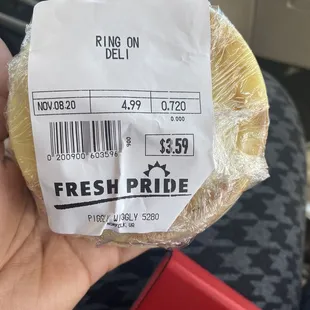 RING ON
DELI
NOV.08.20 4.99 0.720
0.000
0 200900 603596
$3.59
FRESH PRIDE
PIGGLY WIGGLY 5280